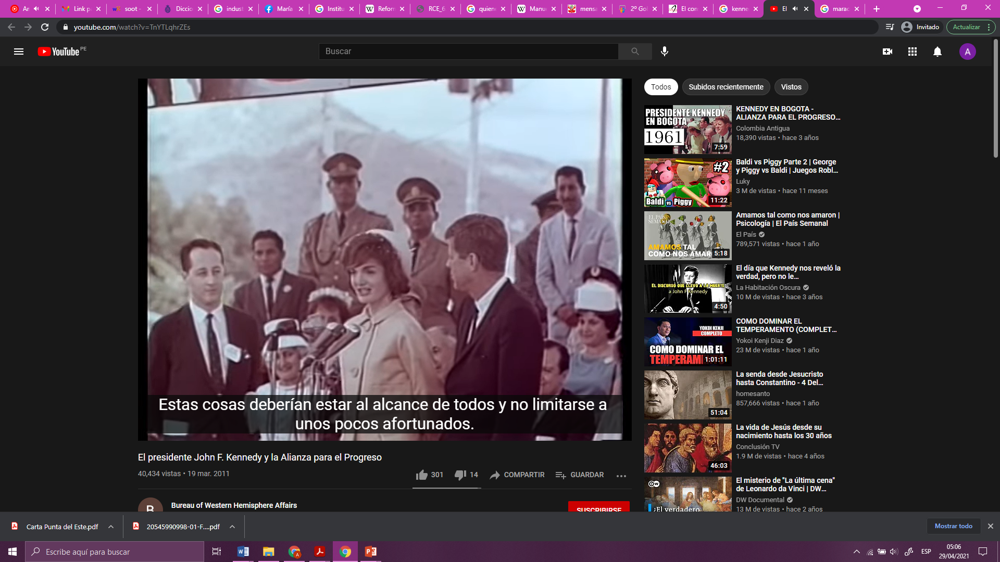 Ar
Link p
soot -
Diccio
indust
María
Institu
Reforr
RCE_6
quiene
Manue
mensa
2º Gol
El con
kenne
El
marac
youtube.com/watch?v=TnYTLqhrZEs
Invitado
Actualizar
YouTube PE
Buscar
A
Estas cosas deberían estar al alcance de todos y no limitarse a
unos pocos afortunados.
El presidente John F. Kennedy y la Alianza para el Progreso
40,434 vistas • 19 mar. 2011
301
14
COMPARTIR
GUARDAR
B
Bureau of Western Hemisphere Affairs
SUSCRIBIRSE
Todos
Subidos recientemente
Vistos
PRESIDENTE KENNEDY
EN BOGOTA
1961
7:59
KENNEDY EN BOGOTA -
ALIANZA PARA EL PROGRESO...
Colombia Antigua
18,390 vistas • hace 3 años
#2
Baldi vs Piggy
11:22
Baldi vs Piggy Parte 2 | George
y Piggy vs Baldi | Juegos Robl...
Luky
3 M de vistas • hace 11 meses
EL PAÍS
SEMANAL
AMAMOS TAL
COMO NOS AMAR
5:18
Amamos tal como nos amaron |
Psicología | El País Semanal
El País
789,571 vistas • hace 1 año
EL DISCURSO QUE LLEVO A LA MUERTE
a John F Kennedy
4:50
El día que Kennedy nos reveló la
verdad, pero no le...
La Habitación Oscura
10 M de vistas • hace 3 años
YOKOI KENJI
COMPLETO
COMO DOMINAR EL
TEMPERAM
1:01:11
COMO DOMINAR EL
TEMPERAMENTO (COMPLET...
Yokoi Kenji Diaz
23 M de vistas • hace 1 año
51:04
La senda desde Jesucristo
hasta Constantino - 4 Del...
homesanto
857,666 vistas • hace 1 año
46:03
La vida de Jesús desde su
nacimiento hasta los 30 años
Conclusión TV
1.9 M de vistas • hace 4 años
DW
¿El verdadero
El misterio de "La última cena"
de Leonardo da Vinci | DW...
DW Documental
13 M de vistas • hace 2 años
Carta Punta del Este.pdf
20545990998-01-F....pdf
Mostrar todo
Escribe aquí para buscar
ESP
05:06
29/04/2021